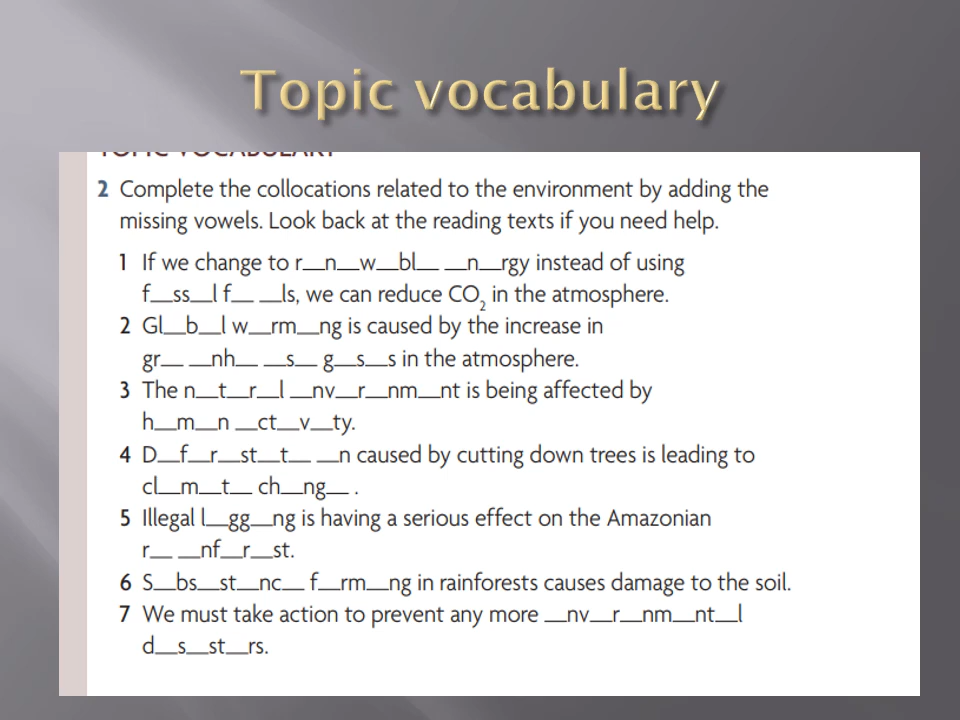 Topic vocabulary
TOPIC VOCABULARY
2 Complete the collocations related to the environment by adding the
missing vowels. Look back at the reading texts if you need help.
1 If we change to r__n__w__bl__ __n__rgy instead of using
f__ss__l f__ __ls, we can reduce CO₂ in the atmosphere.
2 Gl__b__l w__rm__ng is caused by the increase in
gr__ __nh__ __s__ g__s__s in the atmosphere.
3 The n__t__r__l __nv__r__nm__nt is being affected by
h__m__n __ct__v__ty.
4 D__f__r__st__t__ __n caused by cutting down trees is leading to
cl__m__t__ ch__ng__ .
5 Illegal l__gg__ng is having a serious effect on the Amazonian
r__ __nf__r__st.
6 S__bs__st__nc__ f__rm__ng in rainforests causes damage to the soil.
7 We must take action to prevent any more __nv__r__nm__nt__l
d__s__st__rs.